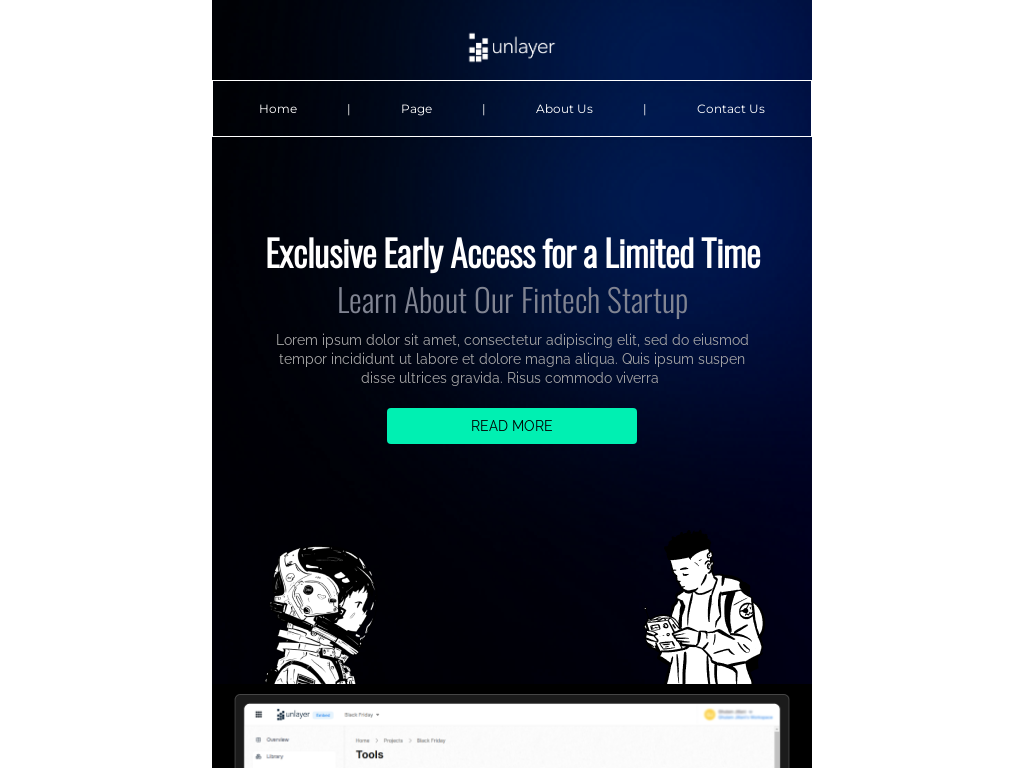 unlayer
Home | Page | About Us | Contact Us
Exclusive Early Access for a Limited Time
Learn About Our Fintech Startup
Lorem ipsum dolor sit amet, consectetur adipiscing elit, sed do eiusmod
tempor incididunt ut labore et dolore magna aliqua. Quis ipsum suspen
disse ultrices gravida. Risus commodo viverra
READ MORE
unlayer Black Friday
Overview
Home > Projects > Black Friday
Tools
Library